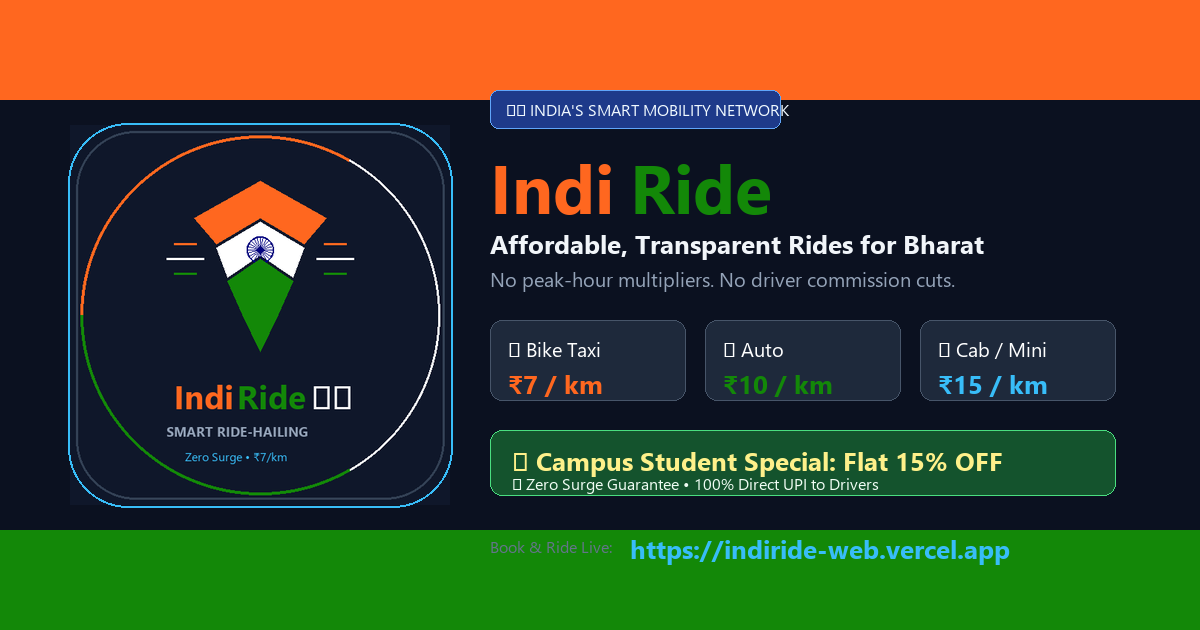 INDIA'S SMART MOBILITY NETWORK
Indi Ride
Affordable, Transparent Rides for Bharat
No peak-hour multipliers. No driver commission cuts.
Bike Taxi
₹7 / km
Auto
₹10 / km
Cab / Mini
₹15 / km
Campus Student Special: Flat 15% OFF
Zero Surge Guarantee • 100% Direct UPI to Drivers
Book & Ride Live: https://indiride-web.vercel.app
Indi Ride
SMART RIDE-HAILING
Zero Surge • ₹7/km